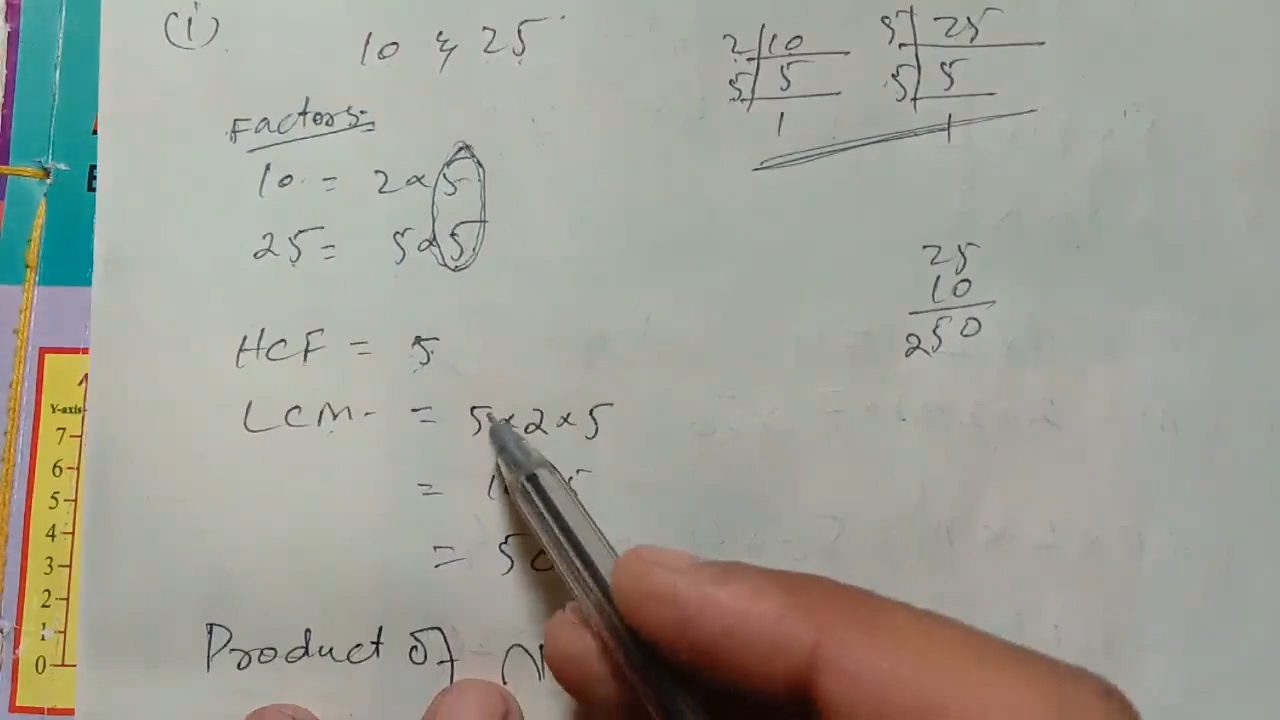 (i) 10 & 25
Factors:-
10 = 2×5
25 = 5×5
HCF = 5
LCM = 5×2×5
=
= 50
Product of
2 10
5 5
1
5 25
5 5
1
25
10
250
Y-axis
7
6
5
4
3
2
1
0